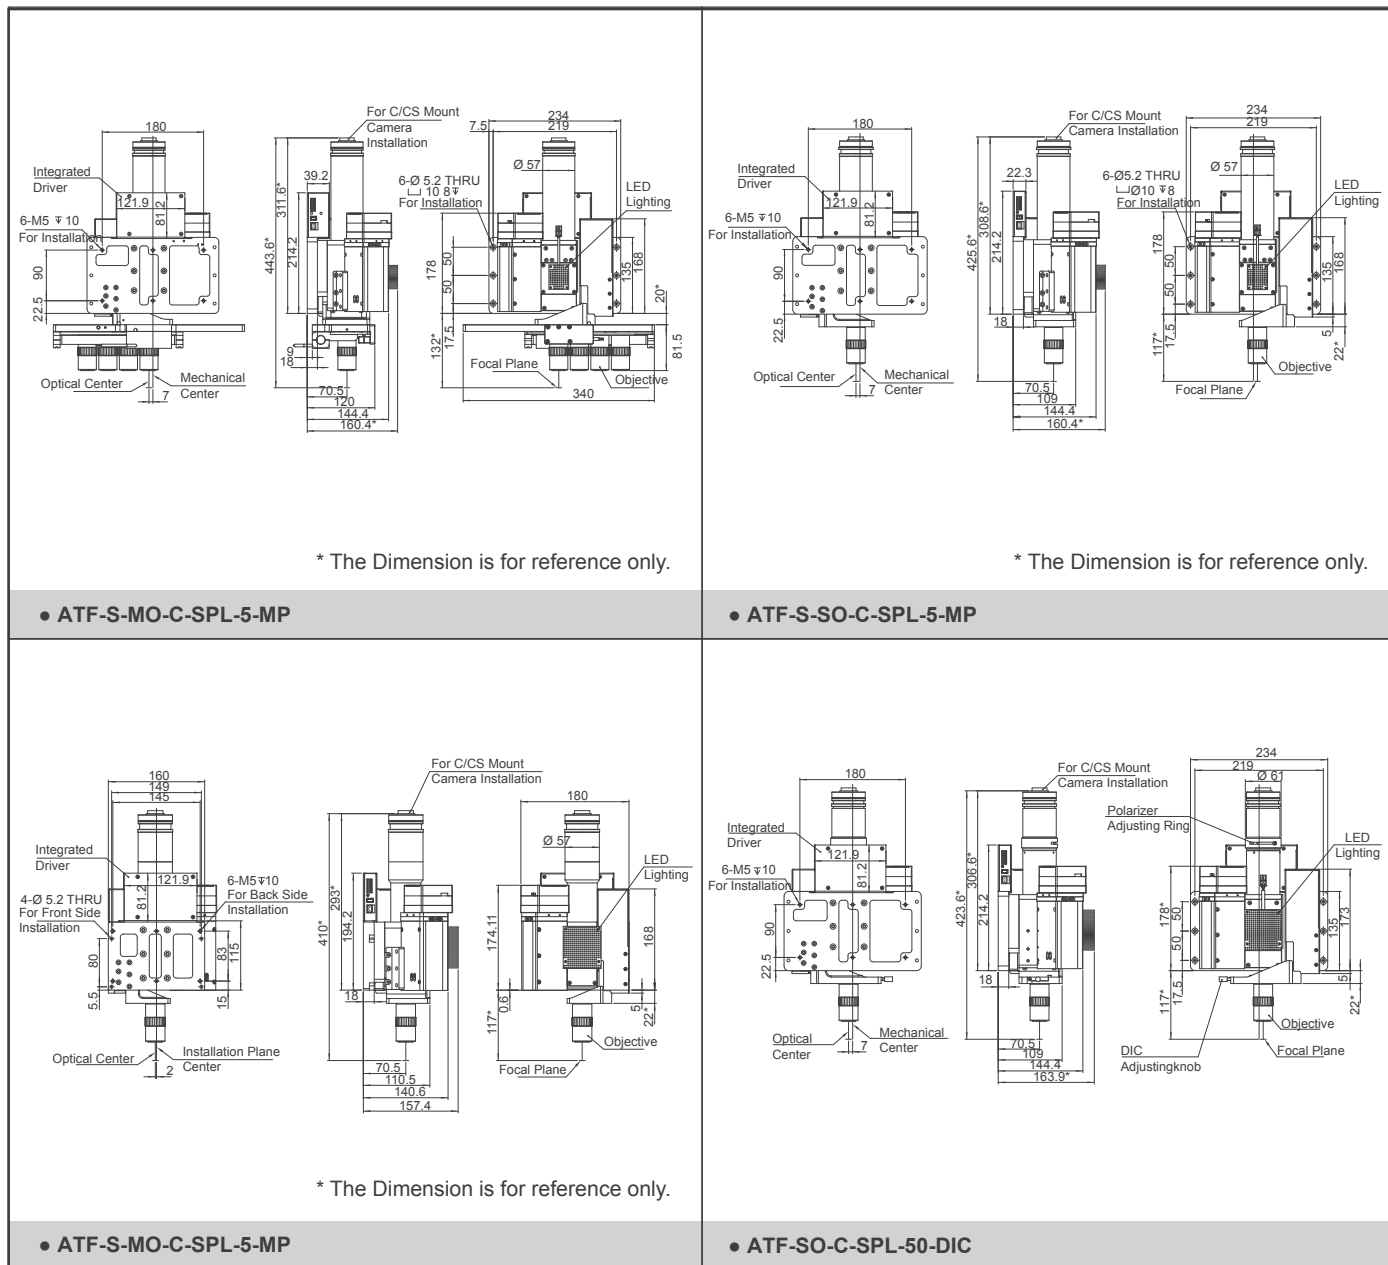 180
Integrated
Driver
121.9
81.2
6-M5 ↧ 10
For Installation
90
22.5
Optical Center
Mechanical
Center
7
For C/CS Mount
Camera
Installation
39.2
311.6*
443.6*
214.2
9
18
70.5
120
144.4
160.4*
234
7.5
219
Ø 57
6-Ø 5.2 THRU
⌴ 10 8 ↧
For Installation
LED
Lighting
178
50
50
135
168
20*
132*
17.5
81.5
Focal Plane
Objective
340
* The Dimension is for reference only.
● ATF-S-MO-C-SPL-5-MP
180
Integrated
Driver
121.9
81.2
6-M5 ↧ 10
For Installation
90
22.5
Optical Center
Mechanical
Center
7
For C/CS Mount
Camera Installation
22.3
308.6*
425.6*
214.2
18
70.5
109
144.4
160.4*
234
219
Ø 57
6-Ø5.2 THRU
⌴Ø10 ↧8
For Installation
LED
Lighting
178
50
50
135
168
117*
17.5
5
22*
Objective
Focal Plane
* The Dimension is for reference only.
● ATF-S-SO-C-SPL-5-MP
160
149
145
Integrated
Driver
121.9
81.2
4-Ø 5.2 THRU
For Front Side
Installation
6-M5↧10
For Back Side
Installation
80
5.5
83
115
15
Optical Center
Installation Plane
Center
2
For C/CS Mount
Camera Installation
293*
410*
194.2
18
70.5
110.5
140.6
157.4
180
Ø 57
LED
Lighting
174.11
168
117*
0.6
5
22*
Objective
Focal Plane
* The Dimension is for reference only.
● ATF-S-MO-C-SPL-5-MP
180
Integrated
Driver
121.9
81.2
6-M5 ↧10
For Installation
90
22.5
Optical
Center
Mechanical
Center
7
For C/CS Mount
Camera Installation
306.6*
423.6*
214.2
18
70.5
109
144.4
163.9*
234
219
Ø 61
Polarizer
Adjusting Ring
LED
Lighting
178*
50
50
135
173
117*
17.5
5
22*
Objective
Focal Plane
DIC
Adjustingknob
● ATF-SO-C-SPL-50-DIC